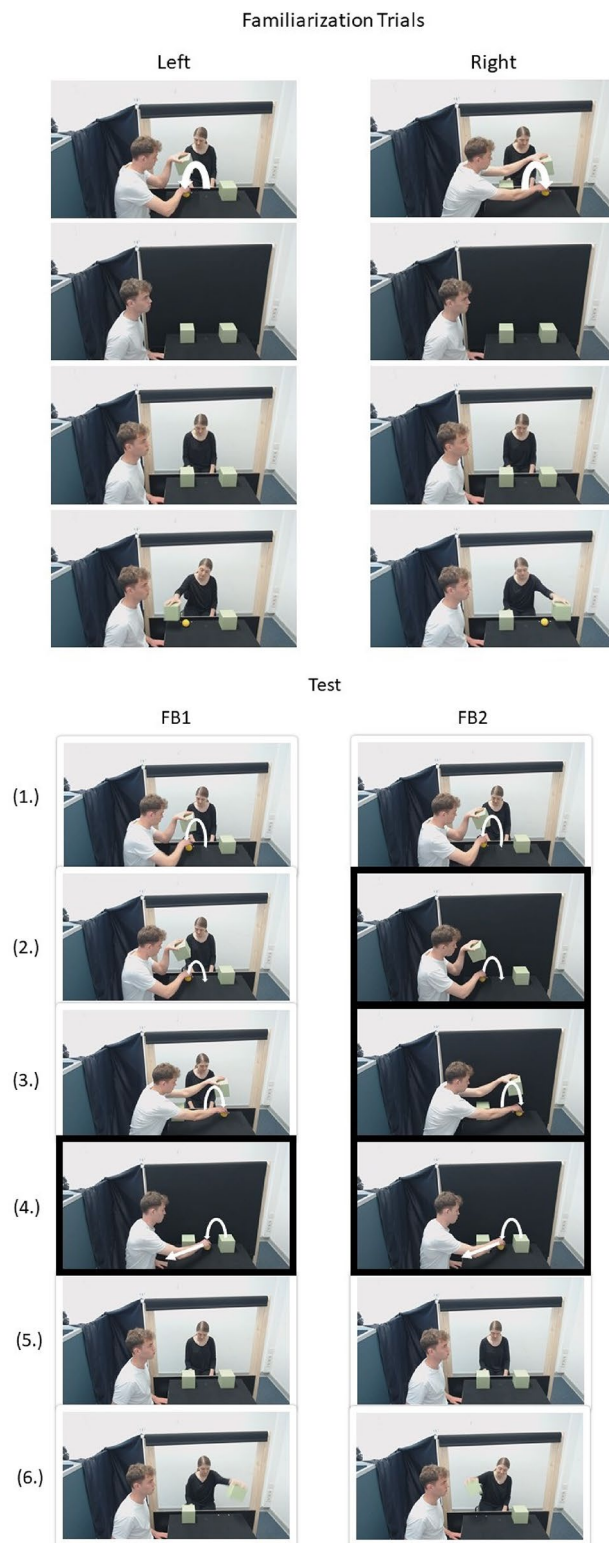 Familiarization Trials
Left Right
Test
FB1 FB2
(1.)
(2.)
(3.)
(4.)
(5.)
(6.)